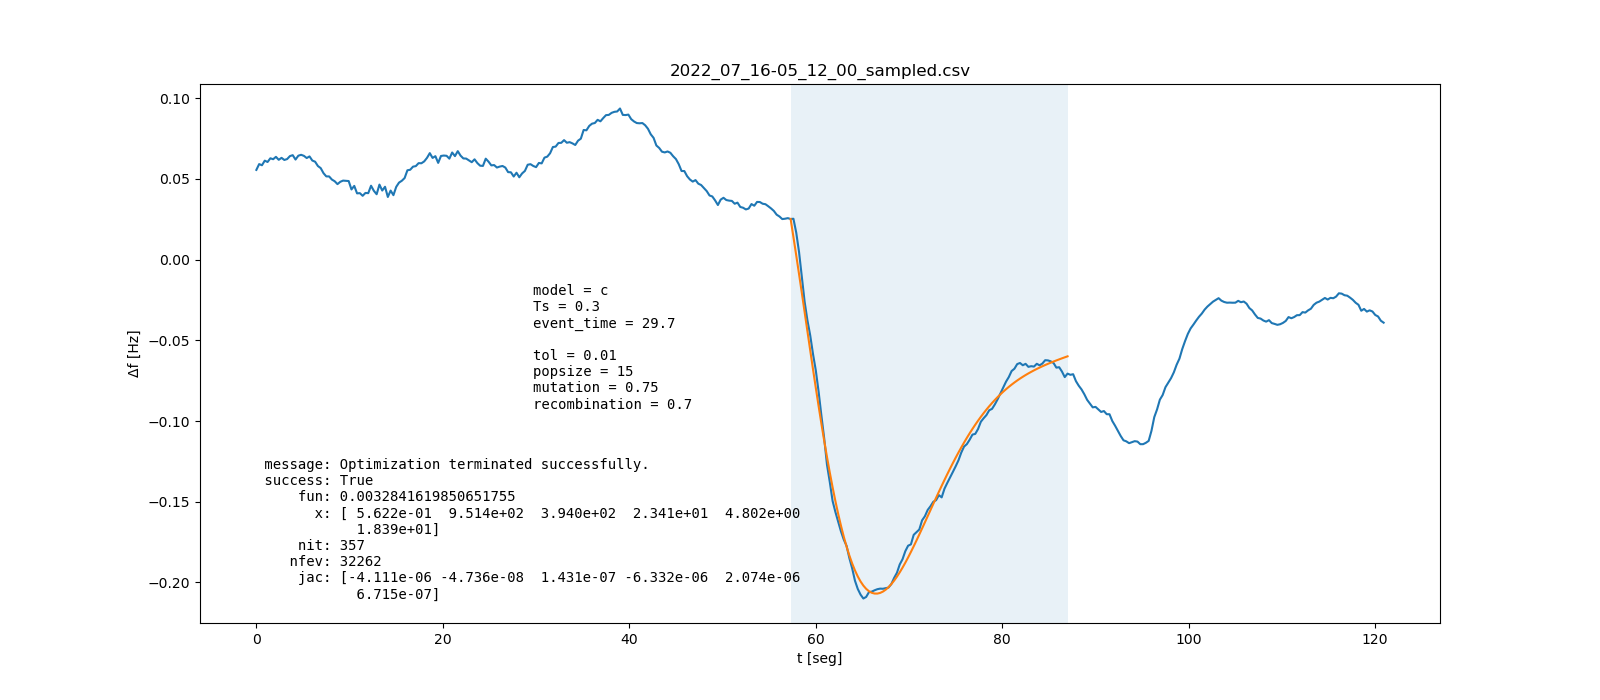 2022_07_16-05_12_00_sampled.csv
0.10
0.05
0.00
−0.05
−0.10
−0.15
−0.20
Δf [Hz]
model = c
Ts = 0.3
event_time = 29.7
tol = 0.01
popsize = 15
mutation = 0.75
recombination = 0.7
message: Optimization terminated successfully.
success: True
fun: 0.0032841619850651755
x: [ 5.622e-01  9.514e+02  3.940e+02  2.341e+01  4.802e+00
1.839e+01]
nit: 357
nfev: 32262
jac: [-4.111e-06 -4.736e-08  1.431e-07 -6.332e-06  2.074e-06
6.715e-07]
0 20 40 60 80 100 120
t [seg]